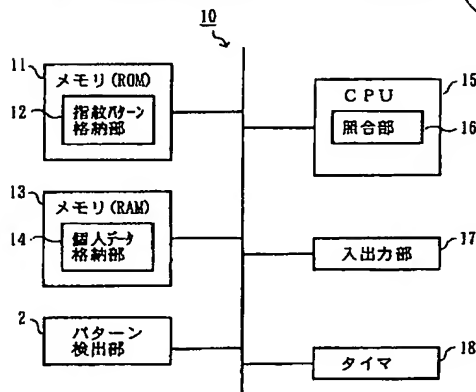 10
11
メモリ(ROM)
12
指紋パターン
格納部
13
メモリ(RAM)
14
個人データ
格納部
2
パターン
検出部
15
CPU
照合部
16
入出力部
17
タイマ
18